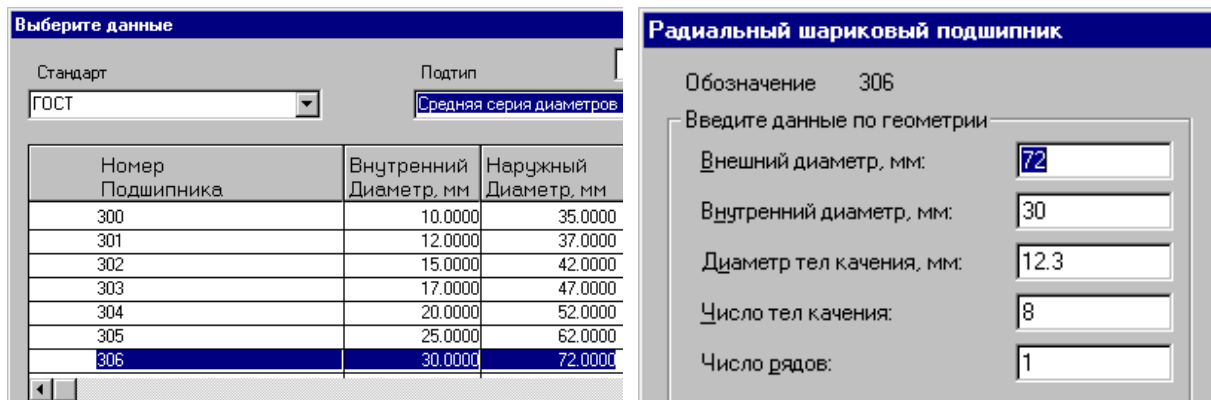 Выберите данные
Стандарт
Подтип
ГОСТ
Средняя серия диаметров
Номер Подшипника
Внутренний Диаметр, мм
Наружный Диаметр, мм
300 10.0000 35.0000
301 12.0000 37.0000
302 15.0000 42.0000
303 17.0000 47.0000
304 20.0000 52.0000
305 25.0000 62.0000
306 30.0000 72.0000
Радиальный шариковый подшипник
Обозначение 306
Введите данные по геометрии
Внешний диаметр, мм: 72
Внутренний диаметр, мм: 30
Диаметр тел качения, мм: 12.3
Число тел качения: 8
Число рядов: 1